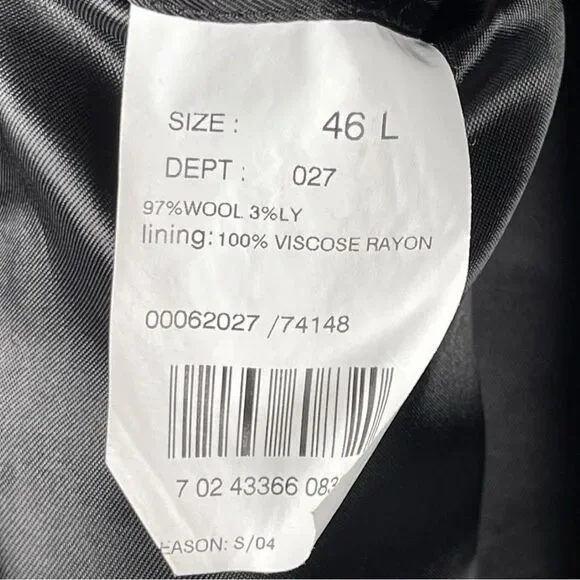 SIZE : 46 L
DEPT : 027
97%WOOL 3%LY
lining: 100% VISCOSE RAYON
00062027 /74148
7 02 43366 083
EASON: S/04